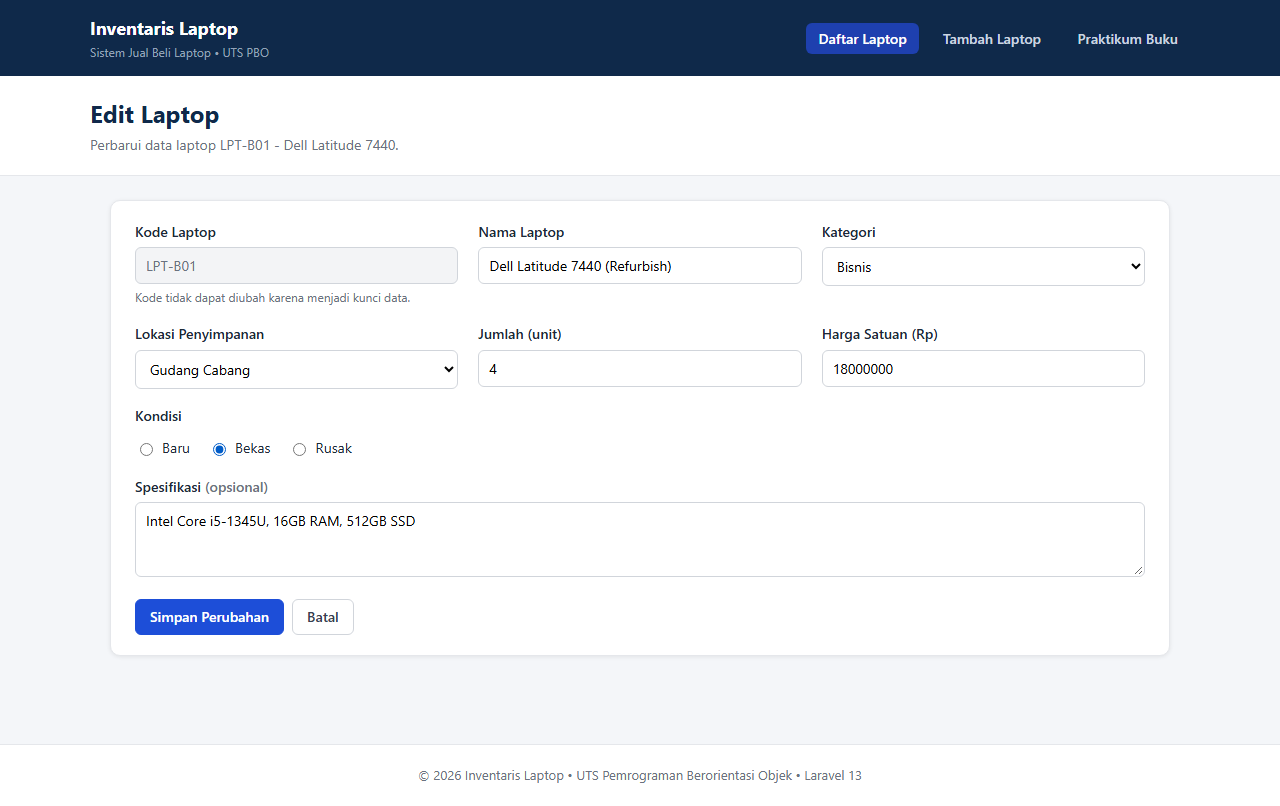 Inventaris Laptop
Sistem Jual Beli Laptop • UTS PBO
Daftar Laptop
Tambah Laptop
Praktikum Buku
Edit Laptop
Perbarui data laptop LPT-B01 - Dell Latitude 7440.
Kode Laptop
Nama Laptop
Kategori
LPT-B01
Dell Latitude 7440 (Refurbish)
Bisnis
Kode tidak dapat diubah karena menjadi kunci data.
Lokasi Penyimpanan
Jumlah (unit)
Harga Satuan (Rp)
Gudang Cabang
4
18000000
Kondisi
Baru
Bekas
Rusak
Spesifikasi (opsional)
Intel Core i5-1345U, 16GB RAM, 512GB SSD
Simpan Perubahan
Batal
© 2026 Inventaris Laptop • UTS Pemrograman Berorientasi Objek • Laravel 13